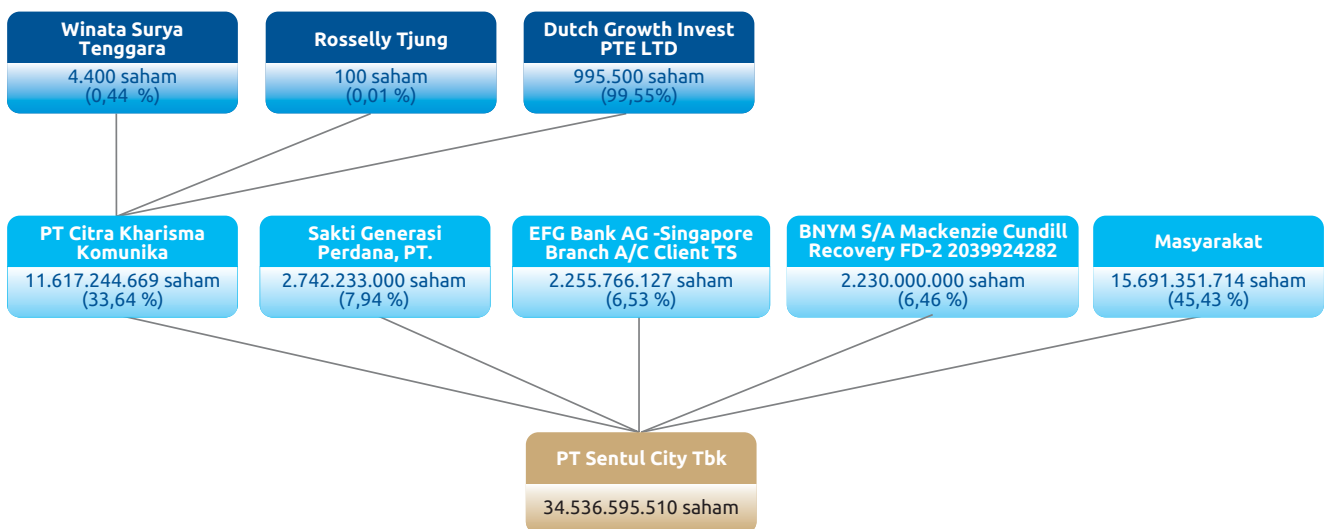 Winata Surya
Tenggara
4.400 saham
(0,44  %)
Rosselly Tjung
100 saham
(0,01 %)
Dutch Growth Invest
PTE LTD
995.500 saham
(99,55%)
PT Citra Kharisma
Komunika
11.617.244.669 saham
(33,64 %)
Sakti Generasi
Perdana, PT.
2.742.233.000 saham
(7,94 %)
EFG Bank AG -Singapore
Branch A/C Client TS
2.255.766.127 saham
(6,53 %)
BNYM S/A Mackenzie Cundill
Recovery FD-2 2039924282
2.230.000.000 saham
(6,46 %)
Masyarakat
15.691.351.714 saham
(45,43 %)
PT Sentul City Tbk
34.536.595.510 saham